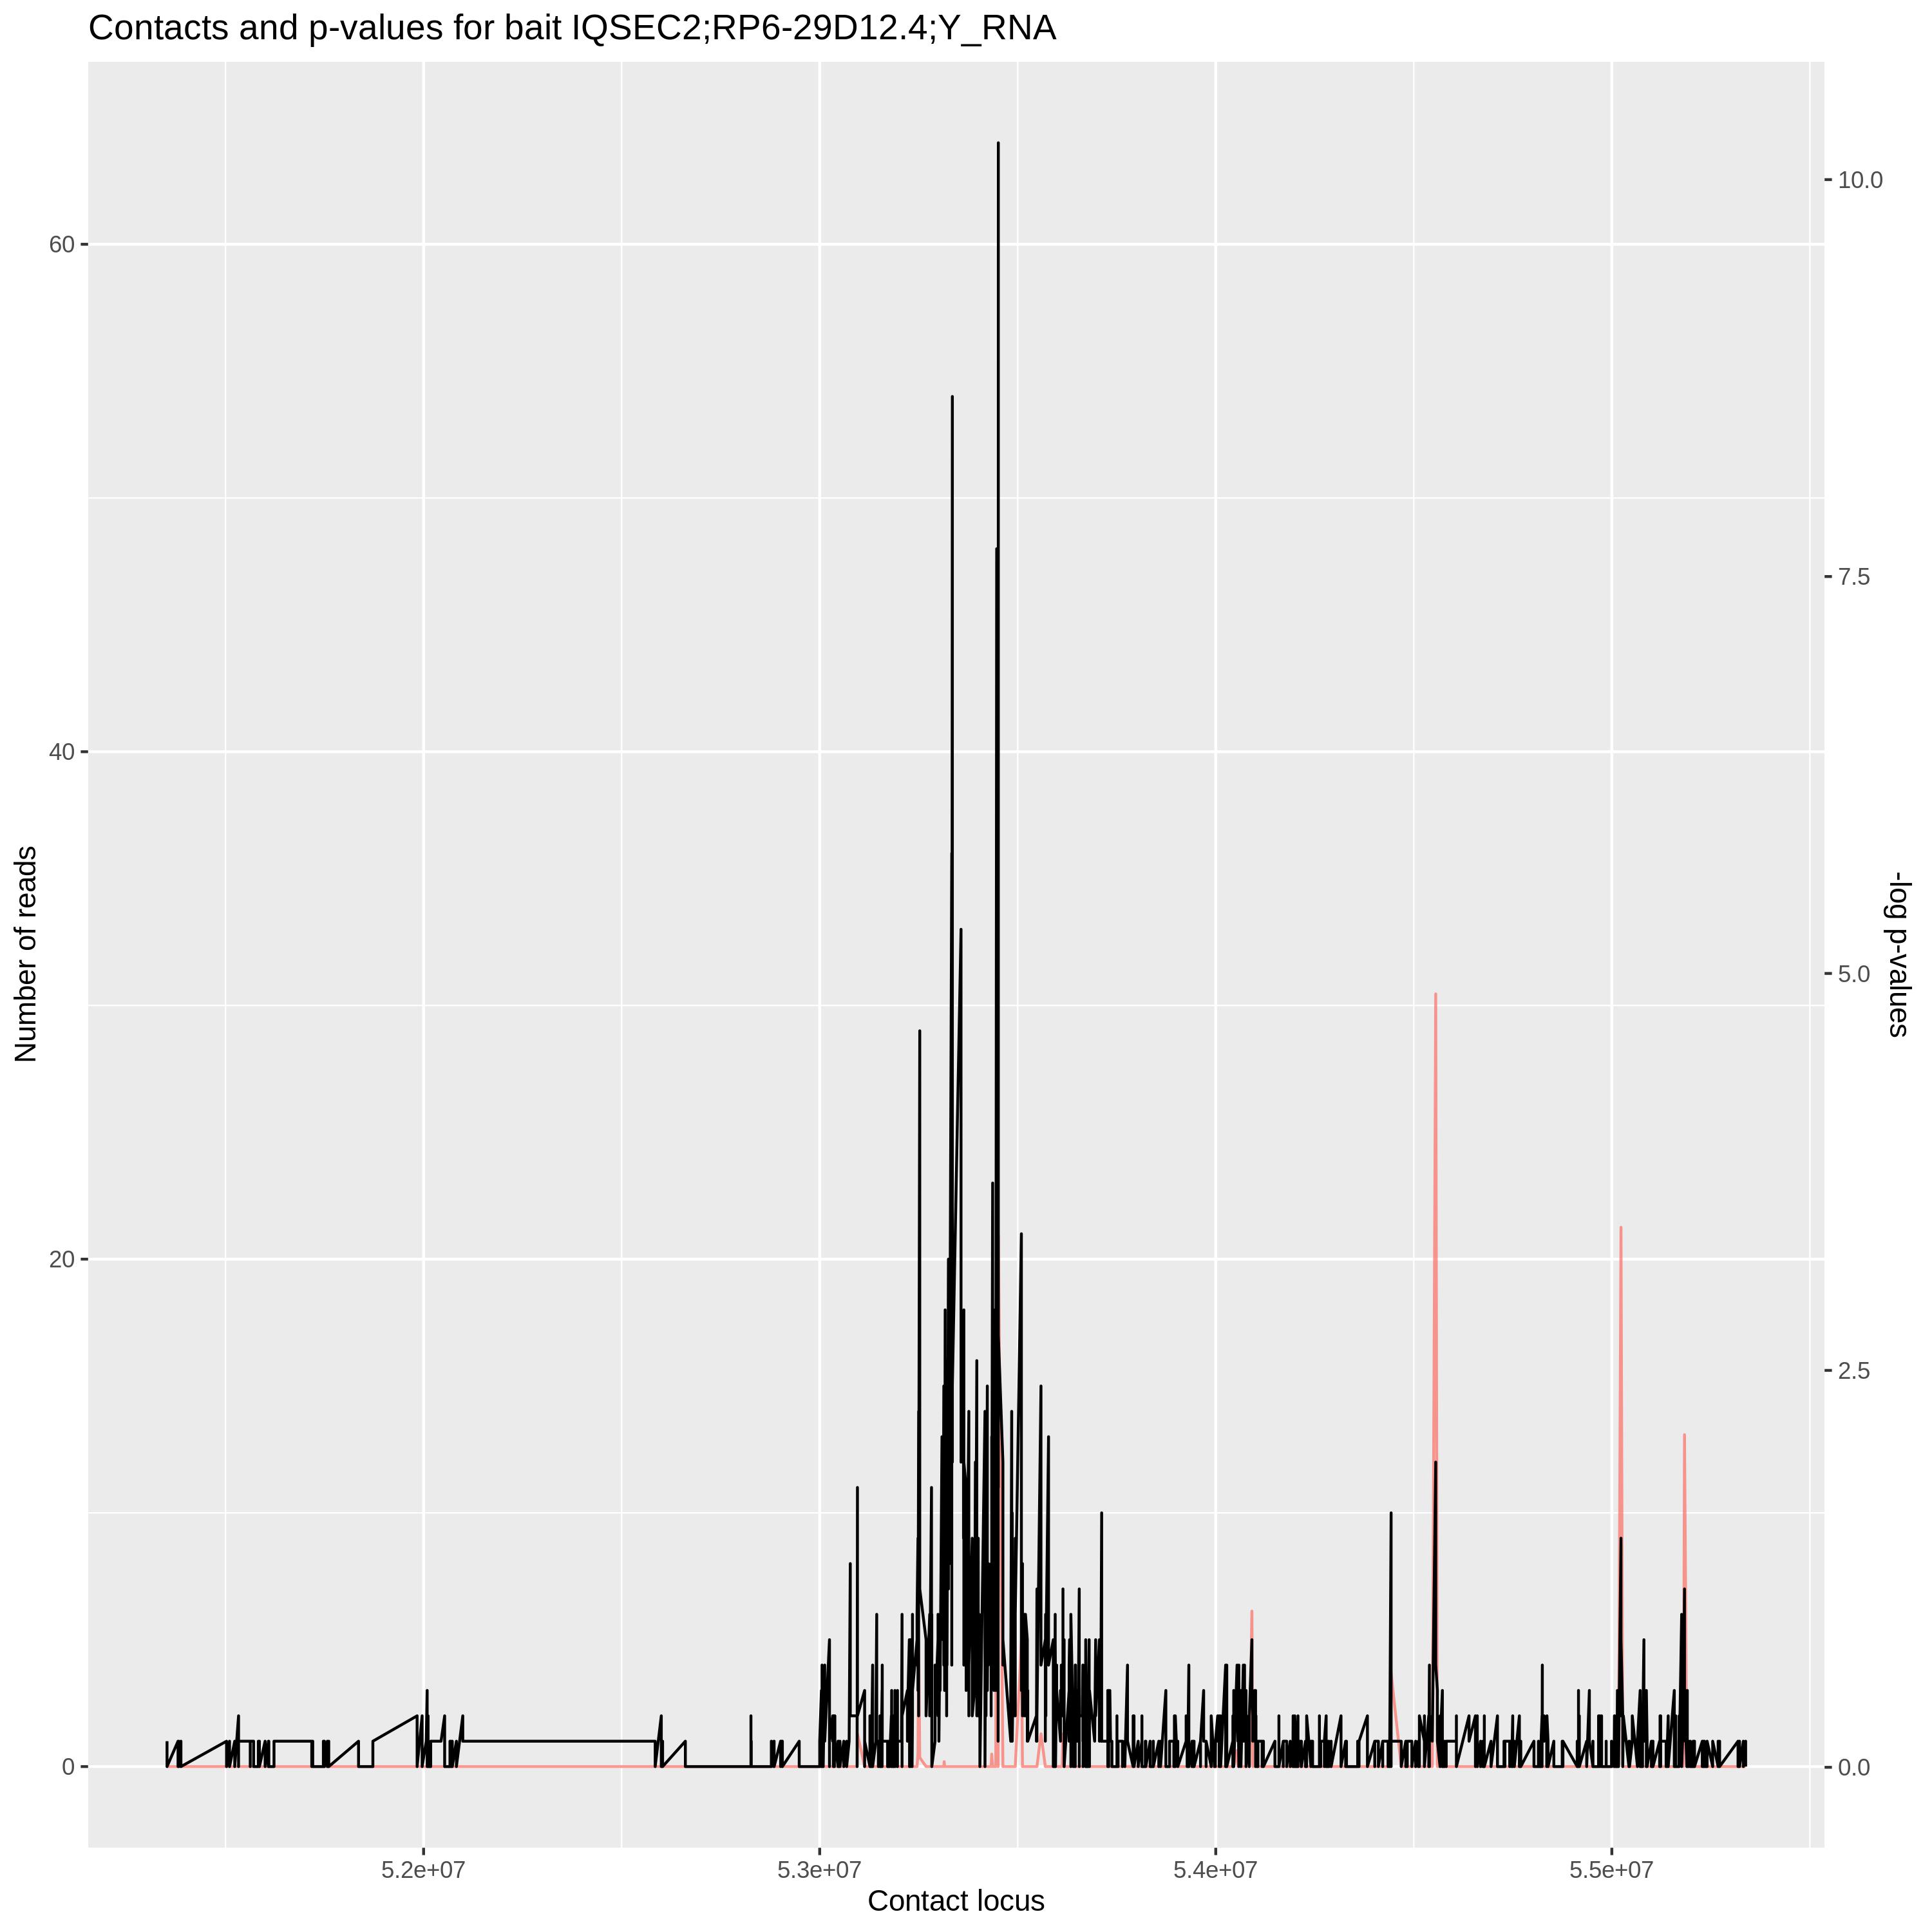 Contacts and p-values for bait IQSEC2;RP6-29D12.4;Y_RNA
60
40
20
0
Number of reads
10.0
7.5
5.0
2.5
0.0
-log p-values
5.2e+07
5.3e+07
5.4e+07
5.5e+07
Contact locus